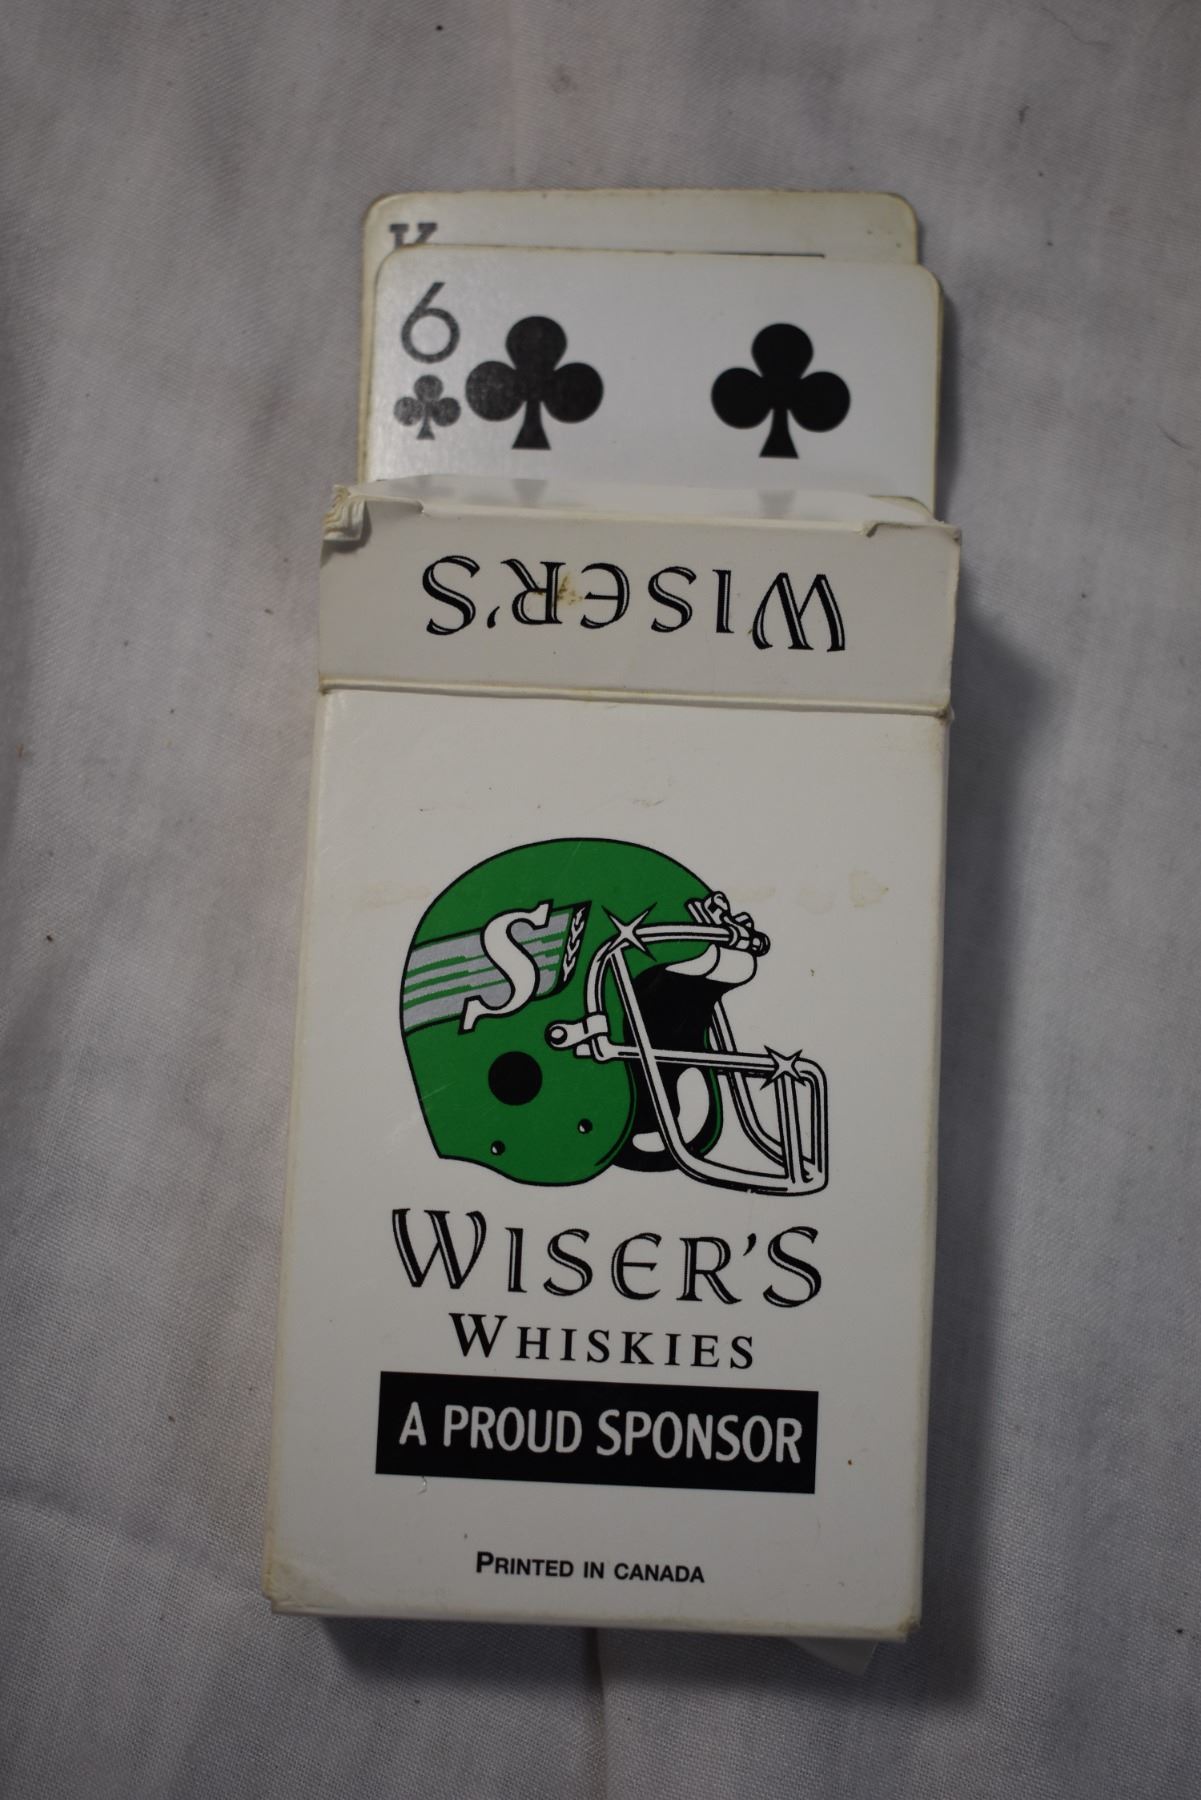 K
6
WISER'S
S
WISER'S
WHISKIES
A PROUD SPONSOR
PRINTED IN CANADA